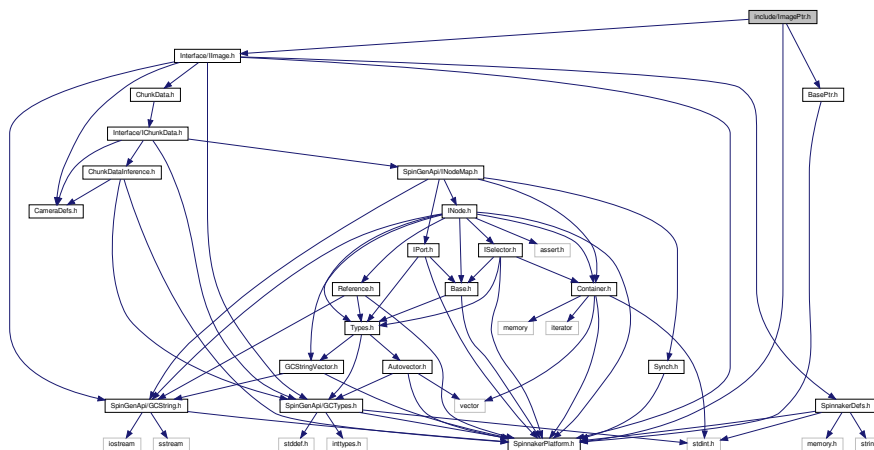 include/ImagePtr.h
Interface/IImage.h
ChunkData.h
BasePtr.h
Interface/IChunkData.h
ChunkDataInference.h
SpinGenApi/INodeMap.h
CameraDefs.h
INode.h
IPort.h
ISelector.h
assert.h
Reference.h
Base.h
Container.h
Types.h
memory
iterator
GCStringVector.h
Autovector.h
Synch.h
SpinGenApi/GCString.h
SpinGenApi/GCTypes.h
vector
SpinnakerDefs.h
iostream
sstream
stddef.h
inttypes.h
SpinnakerPlatform.h
stdint.h
memory.h